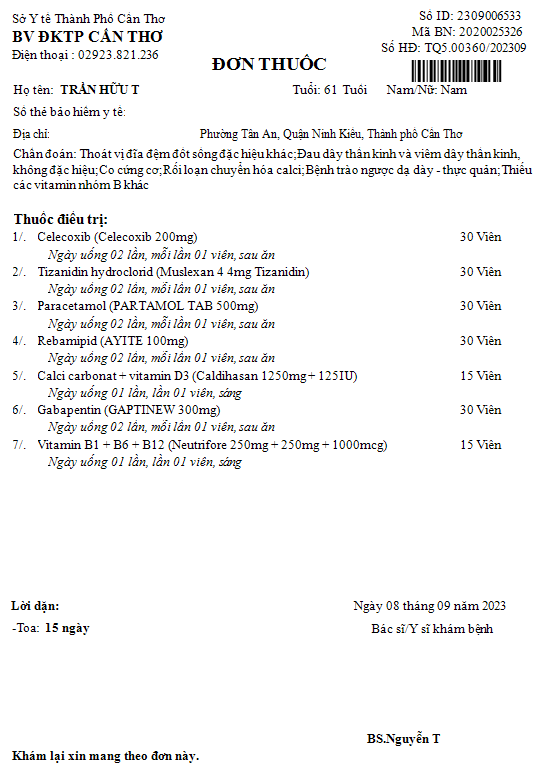 Sở Y tế Thành Phố Cần Thơ
Số ID: 2309006533
BV ĐKTP CẦN THƠ
Mã BN: 2020025326
Điện thoại : 02923.821.236
Số HĐ: TQ5.00360/202309
ĐƠN THUỐC
Họ tên: TRẦN HỮU T
Tuổi: 61 Tuổi
Nam/Nữ: Nam
Số thẻ bảo hiểm y tế:
Địa chỉ:
Phường Tân An, Quận Ninh Kiều, Thành phố Cần Thơ
Chẩn đoán: Thoát vị đĩa đệm đốt sống đặc hiệu khác;Đau dây thần kinh và viêm dây thần kinh,
không đặc hiệu;Co cứng cơ;Rối loạn chuyển hóa calci;Bệnh trào ngược dạ dày - thực quản;Thiếu
các vitamin nhóm B khác
Thuốc điều trị:
1/. Celecoxib (Celecoxib 200mg) 30 Viên
Ngày uống 02 lần, mỗi lần 01 viên, sau ăn
2/. Tizanidin hydroclorid (Muslexan 4 4mg Tizanidin) 30 Viên
Ngày uống 02 lần, mỗi lần 01 viên, sau ăn
3/. Paracetamol (PARTAMOL TAB 500mg) 30 Viên
Ngày uống 02 lần, mỗi lần 01 viên, sau ăn
4/. Rebamipid (AYITE 100mg) 30 Viên
Ngày uống 02 lần, mỗi lần 01 viên, sau ăn
5/. Calci carbonat + vitamin D3 (Caldihasan 1250mg + 125IU) 15 Viên
Ngày uống 01 lần, lần 01 viên, sáng
6/. Gabapentin (GAPTINEW 300mg) 30 Viên
Ngày uống 02 lần, mỗi lần 01 viên, sau ăn
7/. Vitamin B1 + B6 + B12 (Neutrifore 250mg + 250mg + 1000mcg) 15 Viên
Ngày uống 01 lần, lần 01 viên, sáng
Lời dặn:
Ngày 08 tháng 09 năm 2023
-Toa: 15 ngày
Bác sĩ/Y sĩ khám bệnh
BS.Nguyễn T
Khám lại xin mang theo đơn này.